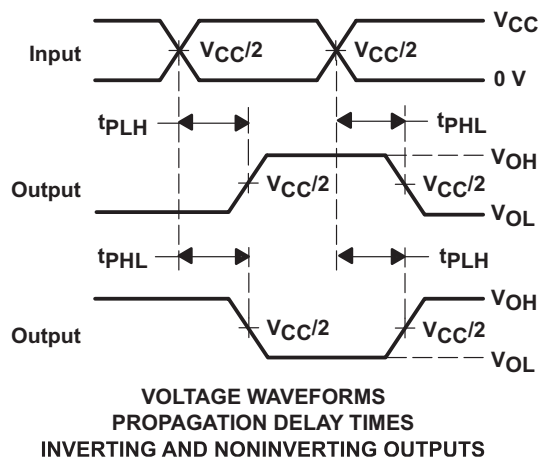 VCC
Input
VCC/2
VCC/2
0 V
tPLH
tPHL
VOH
Output
VCC/2
VCC/2
VOL
tPHL
tPLH
VOH
Output
VCC/2
VCC/2
VOL
VOLTAGE WAVEFORMS
PROPAGATION DELAY TIMES
INVERTING AND NONINVERTING OUTPUTS